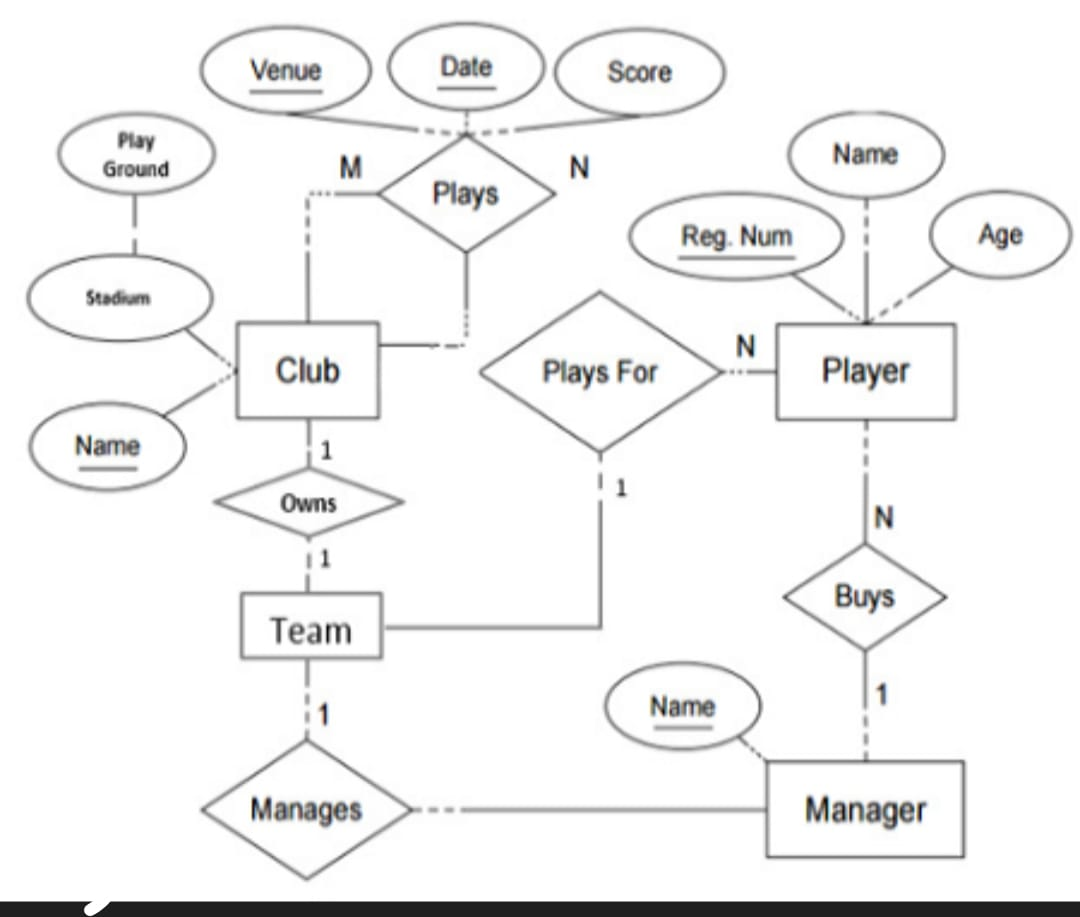 Venue
Date
Score
Play
Ground
M
Plays
N
Name
Reg. Num
Age
Stadium
Club
Plays For
N
Player
Name
1
Owns
1
1
N
Team
Buys
1
Name
1
Manages
Manager